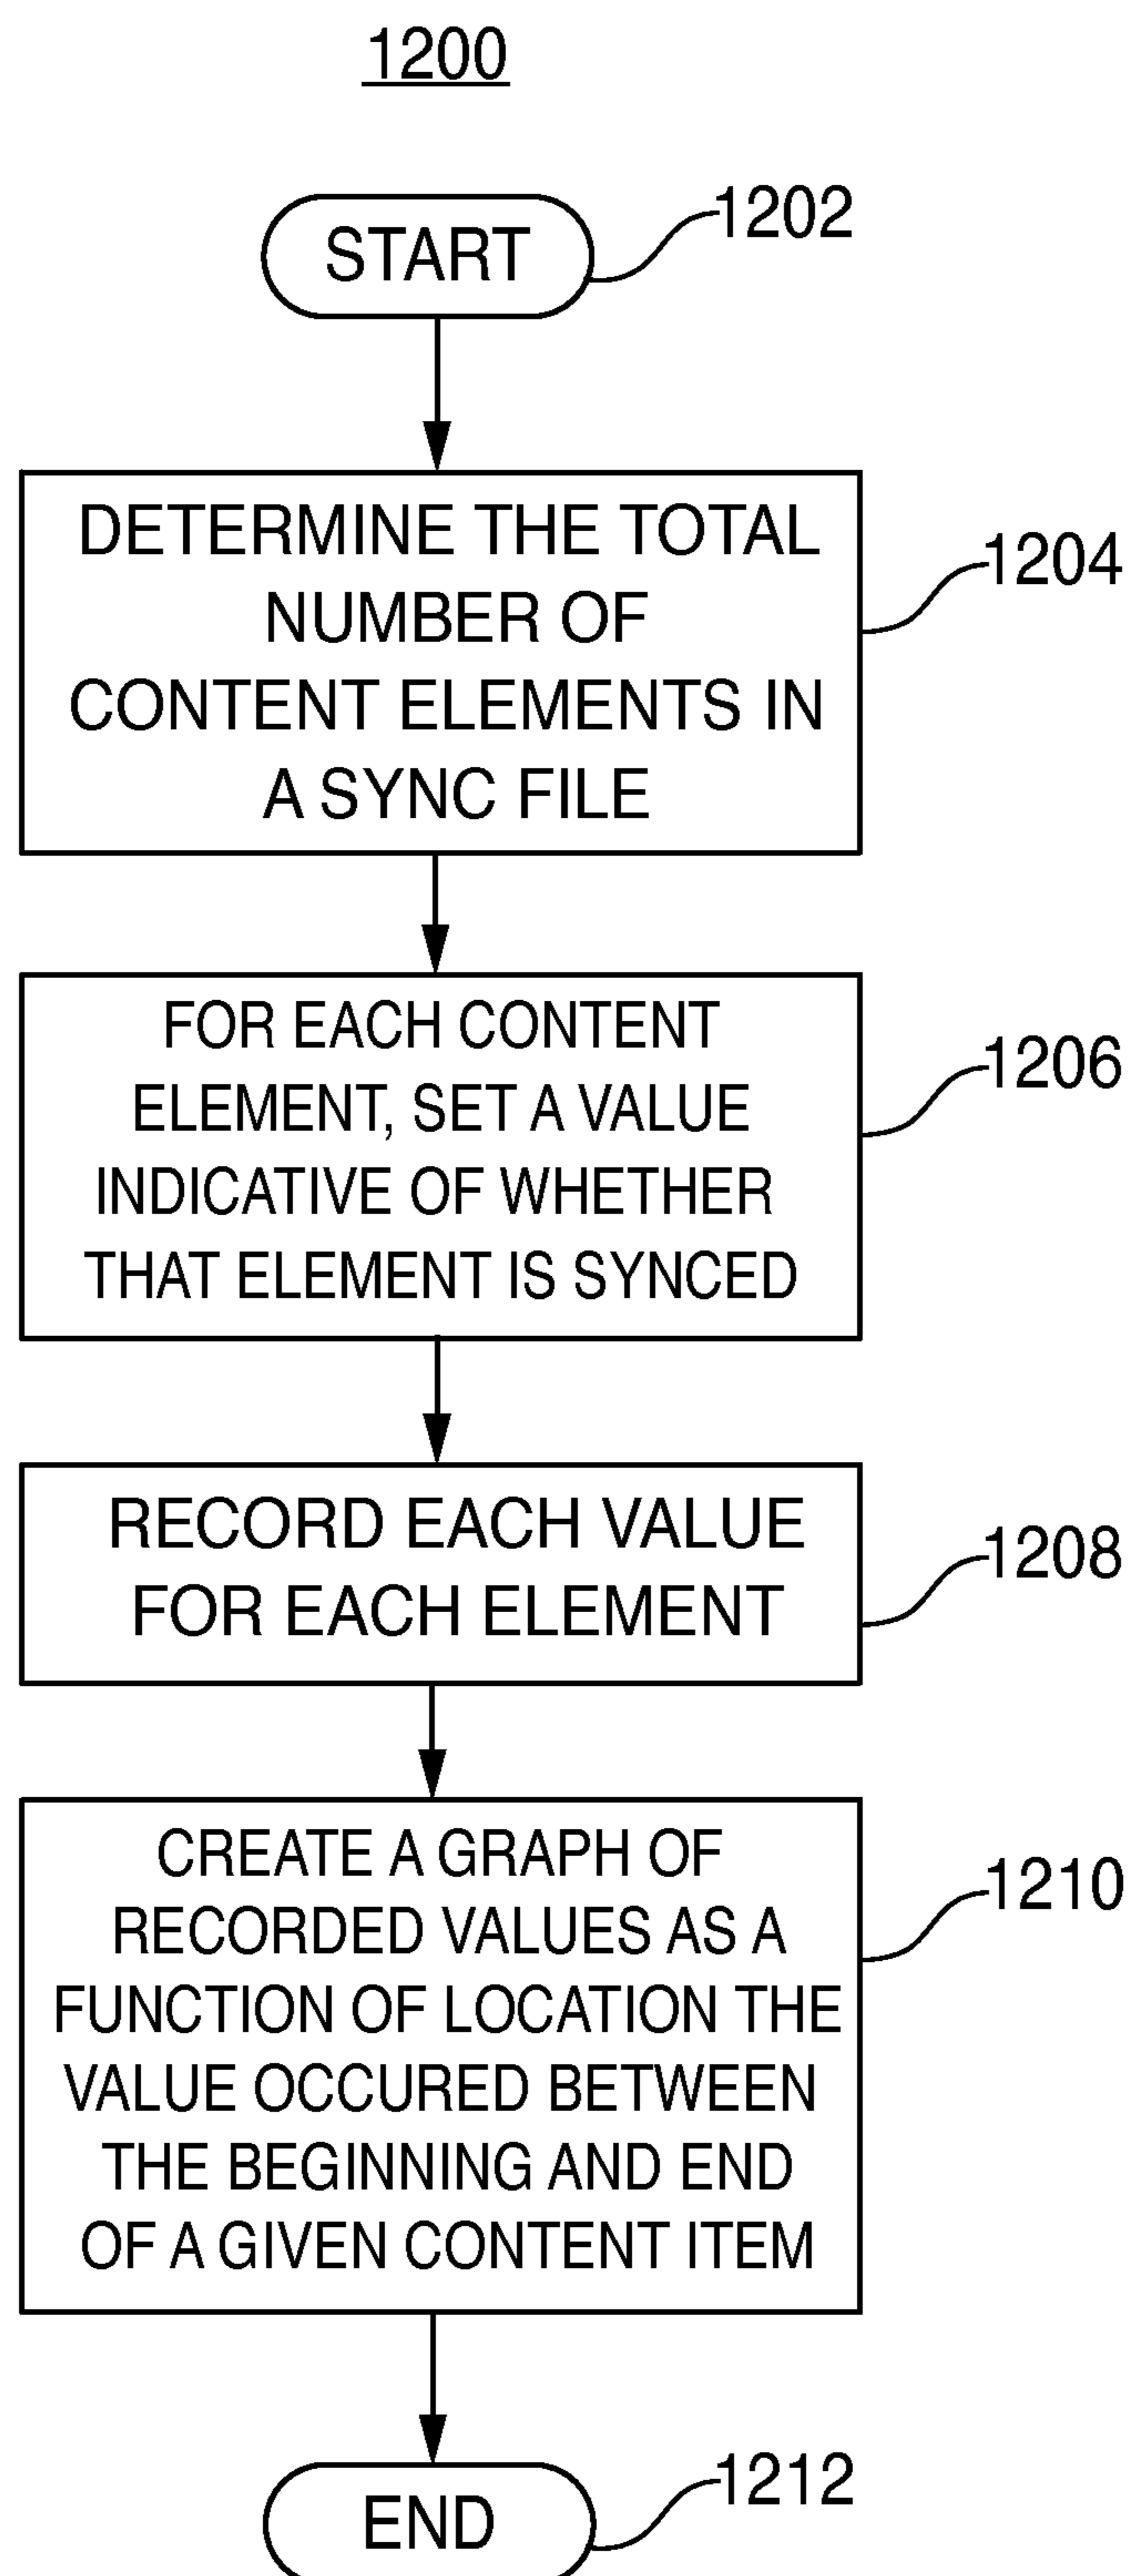 1200
START
1202
DETERMINE THE TOTAL
NUMBER OF
CONTENT ELEMENTS IN
A SYNC FILE
1204
FOR EACH CONTENT
ELEMENT, SET A VALUE
INDICATIVE OF WHETHER
THAT ELEMENT IS SYNCED
1206
RECORD EACH VALUE
FOR EACH ELEMENT
1208
CREATE A GRAPH OF
RECORDED VALUES AS A
FUNCTION OF LOCATION THE
VALUE OCCURED BETWEEN
THE BEGINNING AND END
OF A GIVEN CONTENT ITEM
1210
END
1212